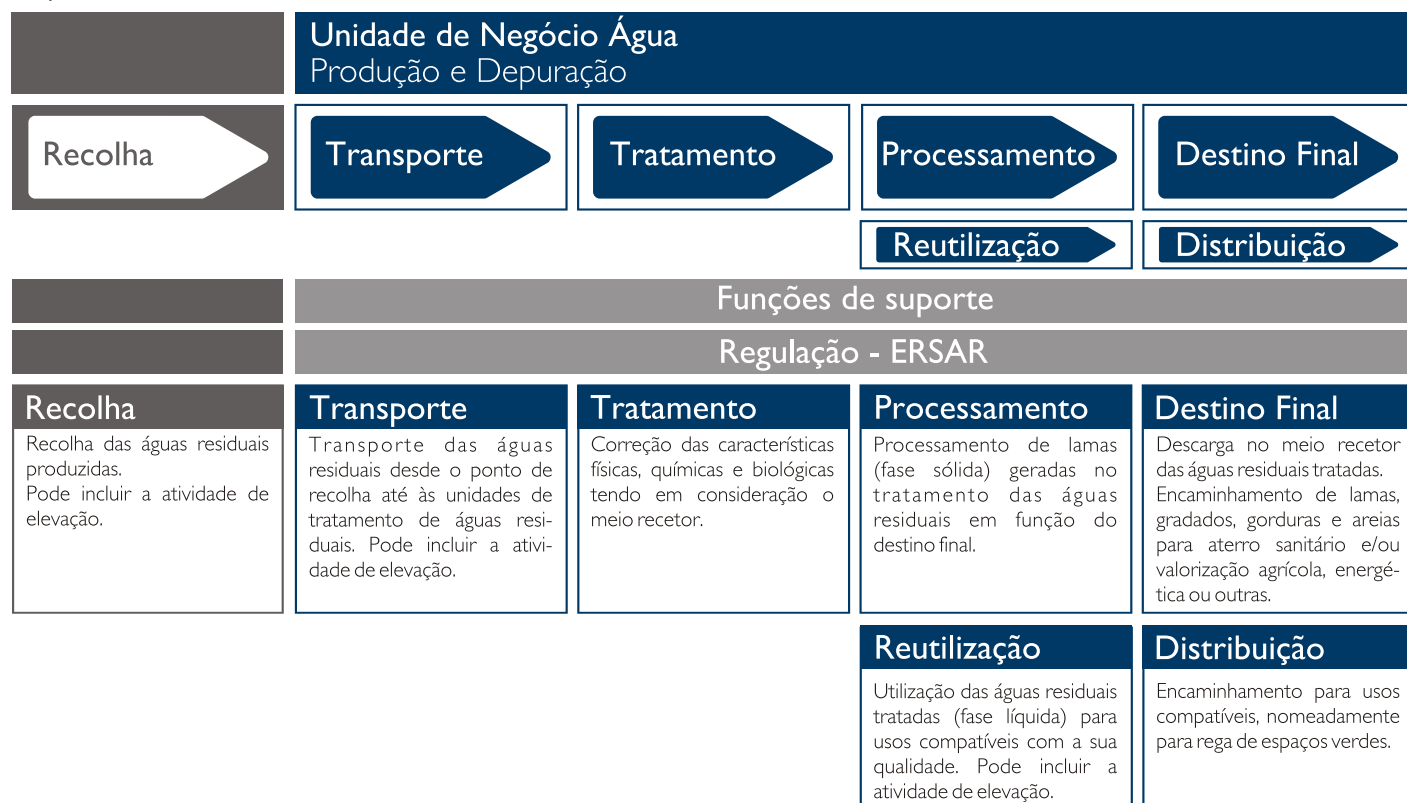 Unidade de Negócio Água
Produção e Depuração
Recolha
Transporte
Tratamento
Processamento
Destino Final
Reutilização
Distribuição
Funções de suporte
Regulação - ERSAR
Recolha
Recolha das águas residuais
produzidas.
Pode incluir a atividade de
elevação.
Transporte
Transporte das águas
residuais desde o ponto de
recolha até às unidades de
tratamento de águas resi-
duais. Pode incluir a ativi-
dade de elevação.
Tratamento
Correção das características
físicas, químicas e biológicas
tendo em consideração o
meio recetor.
Processamento
Processamento de lamas
(fase sólida) geradas no
tratamento das águas
residuais em função do
destino final.
Destino Final
Descarga no meio recetor
das águas residuais tratadas.
Encaminhamento de lamas,
gradados, gorduras e areias
para aterro sanitário e/ou
valorização agrícola, energé-
tica ou outras.
Reutilização
Utilização das águas residuais
tratadas (fase líquida) para
usos compatíveis com a sua
qualidade. Pode incluir a
atividade de elevação.
Distribuição
Encaminhamento para usos
compatíveis, nomeadamente
para rega de espaços verdes.